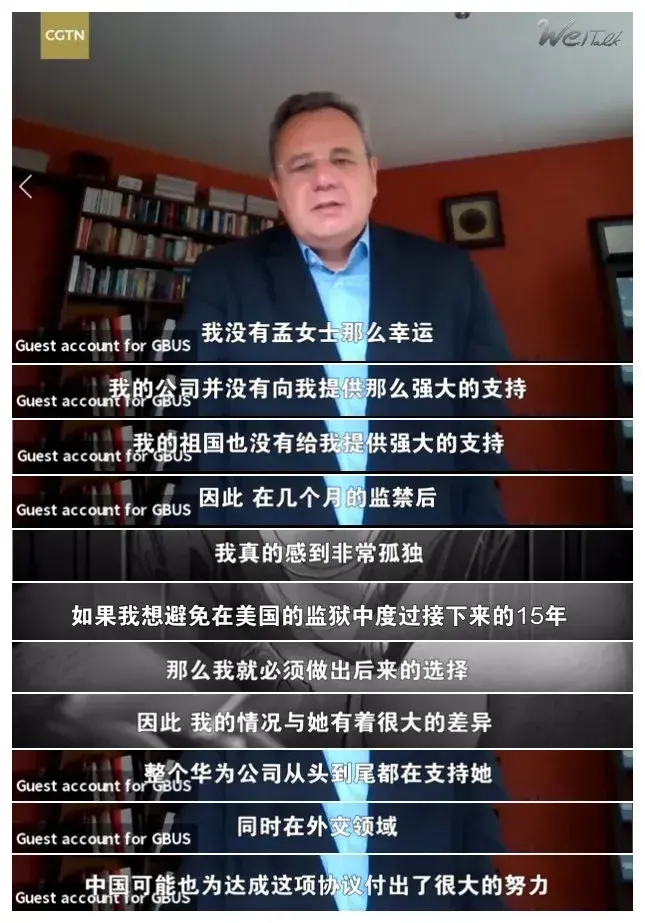 CGTN
We Talk
我没有孟女士那么幸运
Guest account for GBUS
我的公司并没有向我提供那么强大的支持
Guest account for GBUS
我的祖国也没有给我提供强大的支持
Guest account for GBUS
因此 在几个月的监禁后
Guest account for GBUS
我真的感到非常孤独
如果我想避免在美国的监狱中度过接下来的15年
那么我就必须做出后来的选择
因此 我的情况与她有着很大的差异
整个华为公司从头到尾都在支持她
Guest account for GBUS
同时在外交领域
Guest account for GBUS
中国可能也为达成这项协议付出了很大的努力
Guest account for GBUS